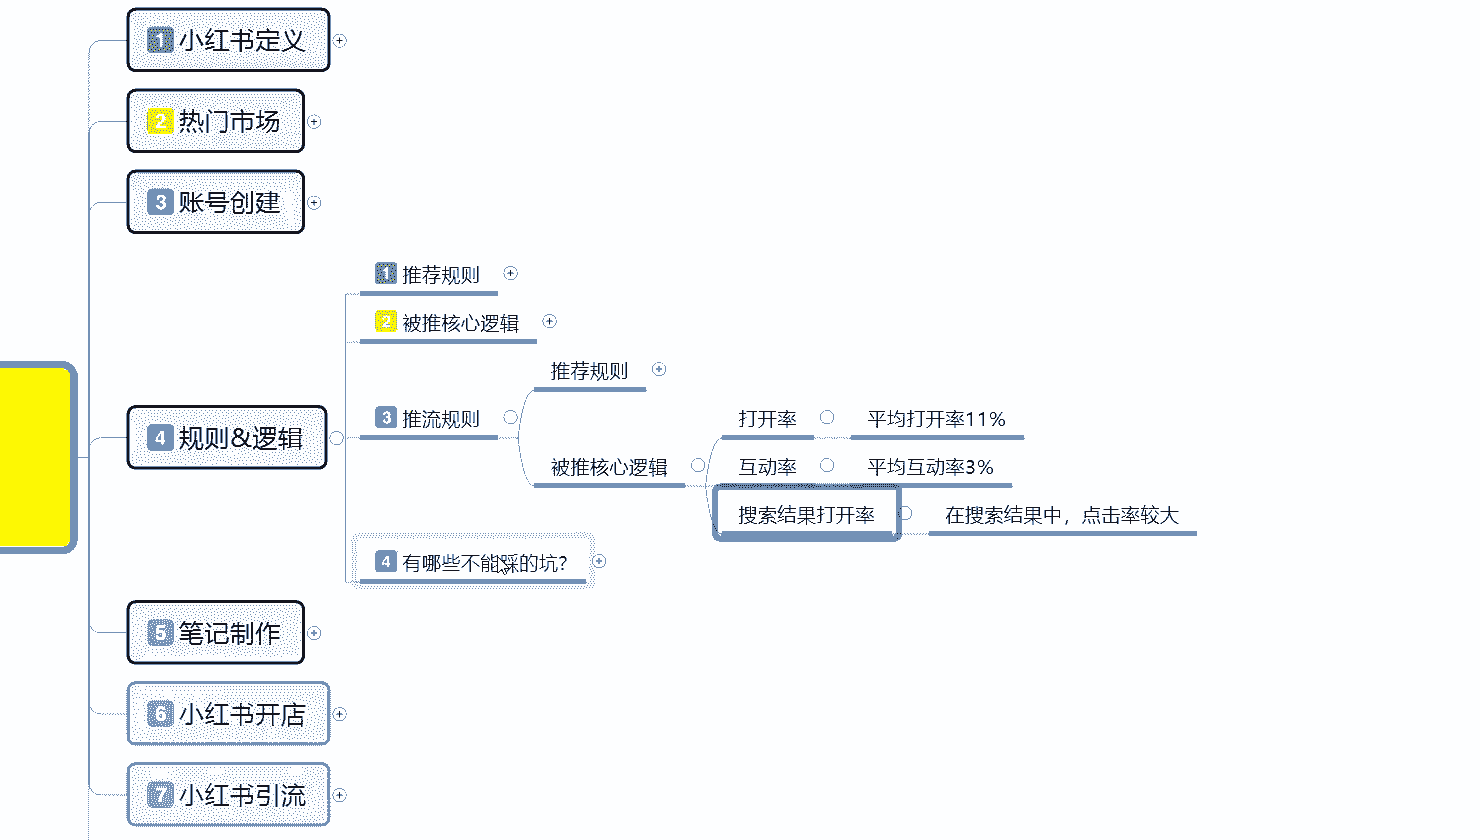 1 小红书定义
2 热门市场
3 账号创建
4 规则&逻辑
1 推荐规则
2 被推核心逻辑
3 推流规则
推荐规则
被推核心逻辑
打开率
平均打开率11%
互动率
平均互动率3%
搜索结果打开率
在搜索结果中，点击率较大
4 有哪些不能踩的坑？
5 笔记制作
6 小红书开店
7 小红书引流